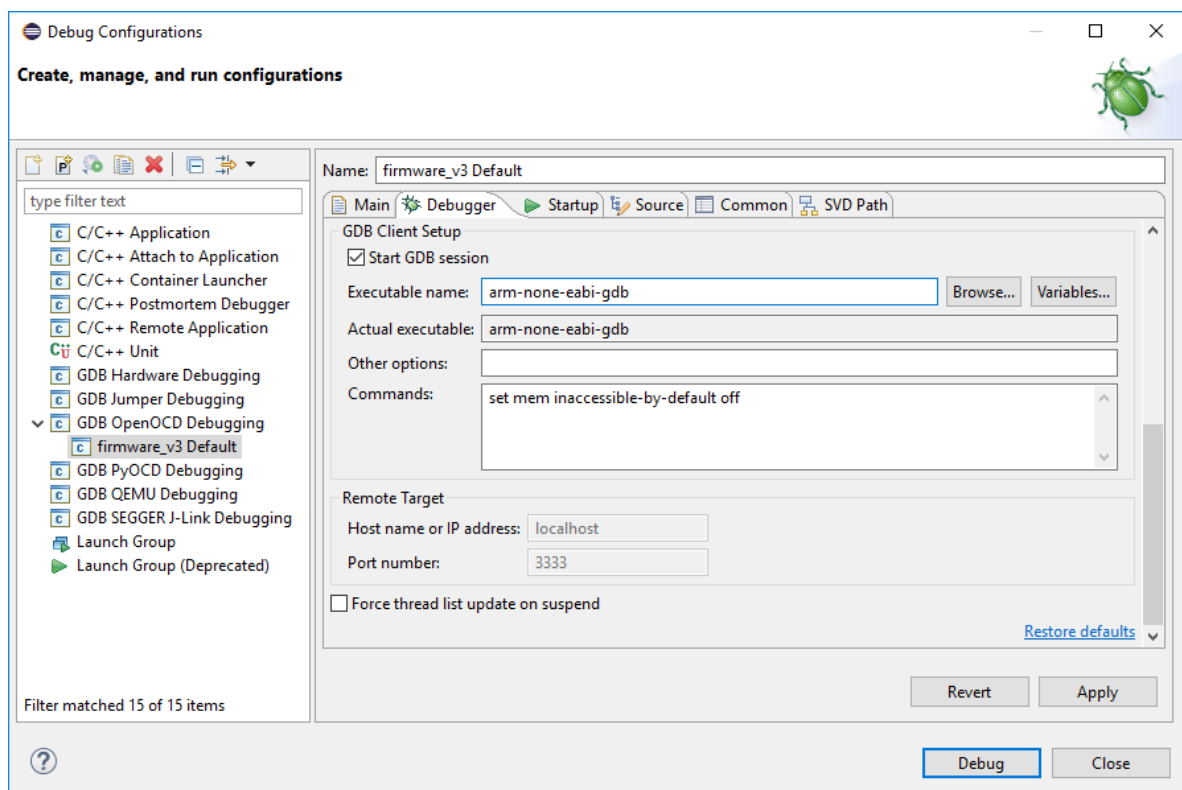 Debug Configurations
Create, manage, and run configurations
type filter text
C/C++ Application
C/C++ Attach to Application
C/C++ Container Launcher
C/C++ Postmortem Debugger
C/C++ Remote Application
C/C++ Unit
GDB Hardware Debugging
GDB Jumper Debugging
GDB OpenOCD Debugging
firmware_v3 Default
GDB PyOCD Debugging
GDB QEMU Debugging
GDB SEGGER J-Link Debugging
Launch Group
Launch Group (Deprecated)
Filter matched 15 of 15 items
Name: firmware_v3 Default
Main Debugger Startup Source Common SVD Path
GDB Client Setup
Start GDB session
Executable name: arm-none-eabi-gdb Browse... Variables...
Actual executable: arm-none-eabi-gdb
Other options:
Commands: set mem inaccessible-by-default off
Remote Target
Host name or IP address: localhost
Port number: 3333
Force thread list update on suspend
Restore defaults
Revert Apply
Debug Close